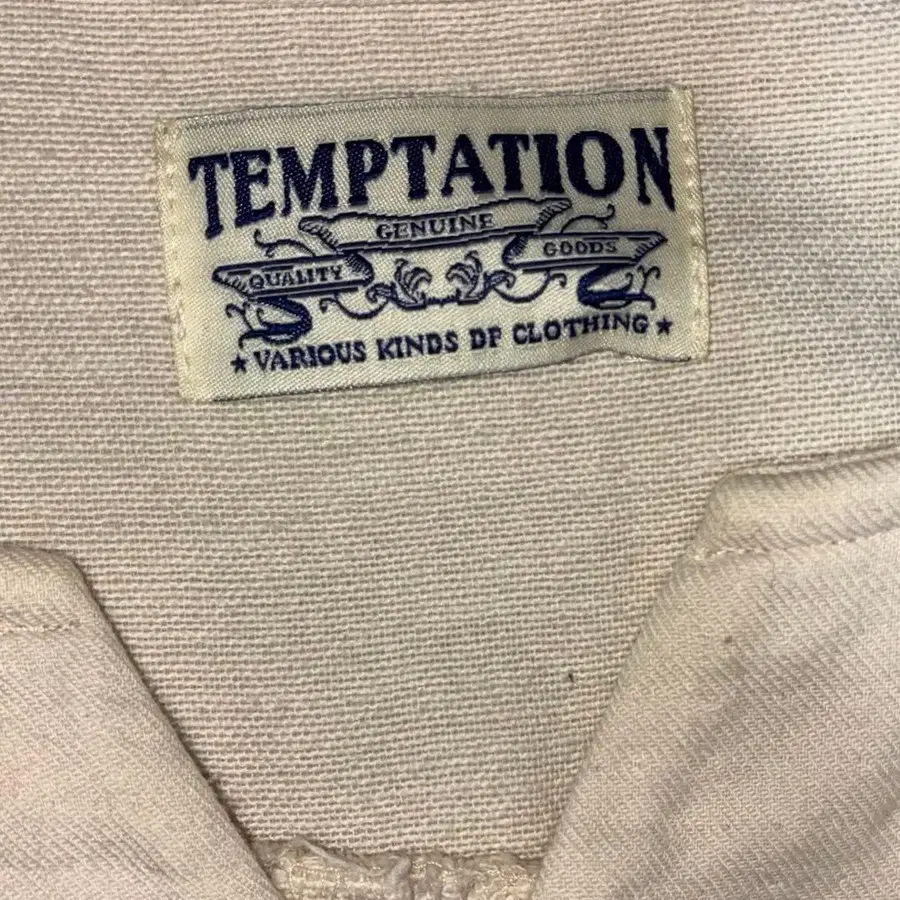 TEMPTATION
GENUINE
QUALITY GOODS
★VARIOUS KINDS DF CLOTHING★